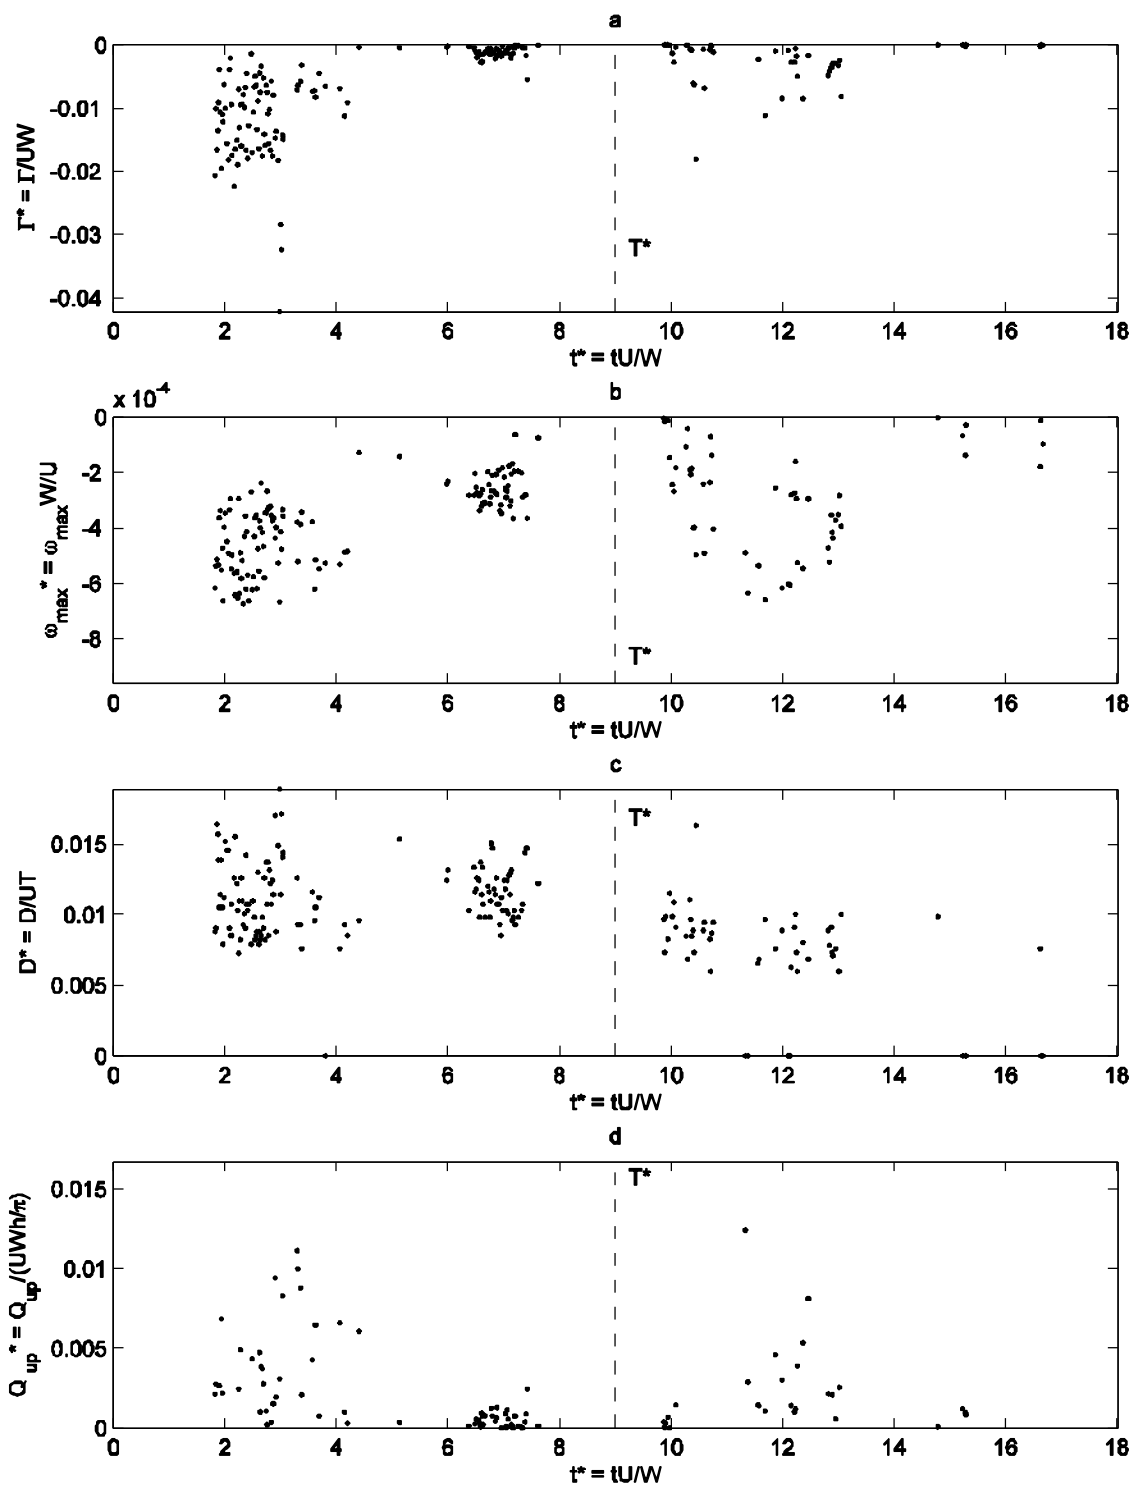 a
0
-0.01
-0.02
-0.03
-0.04
Γ* = Γ/UW
T*
0 2 4 6 8 10 12 14 16 18
t* = tU/W
b
x 10^-4
0
-2
-4
-6
-8
ω_max* = ω_max W/U
T*
0 2 4 6 8 10 12 14 16 18
t* = tU/W
c
T*
0.015
0.01
0.005
0
D* = D/UT
0 2 4 6 8 10 12 14 16 18
t* = tU/W
d
T*
0.015
0.01
0.005
0
Q_up* = Q_up/(UWh/π)
0 2 4 6 8 10 12 14 16 18
t* = tU/W